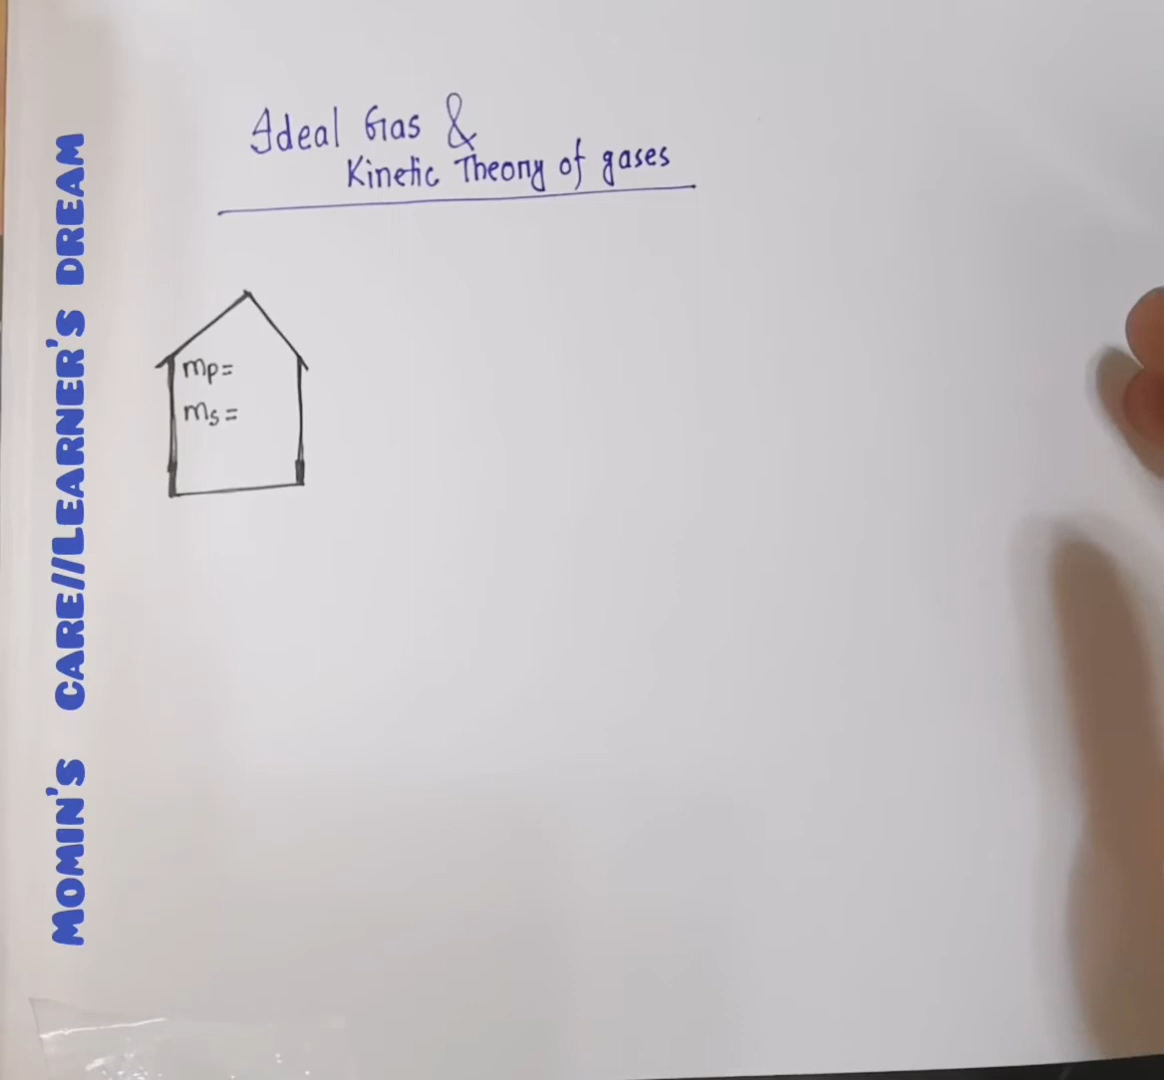 Ideal Gas &
Kinetic Theory of gases
mp=
ms=
MOMIN'S CARE//LEARNER'S DREAM